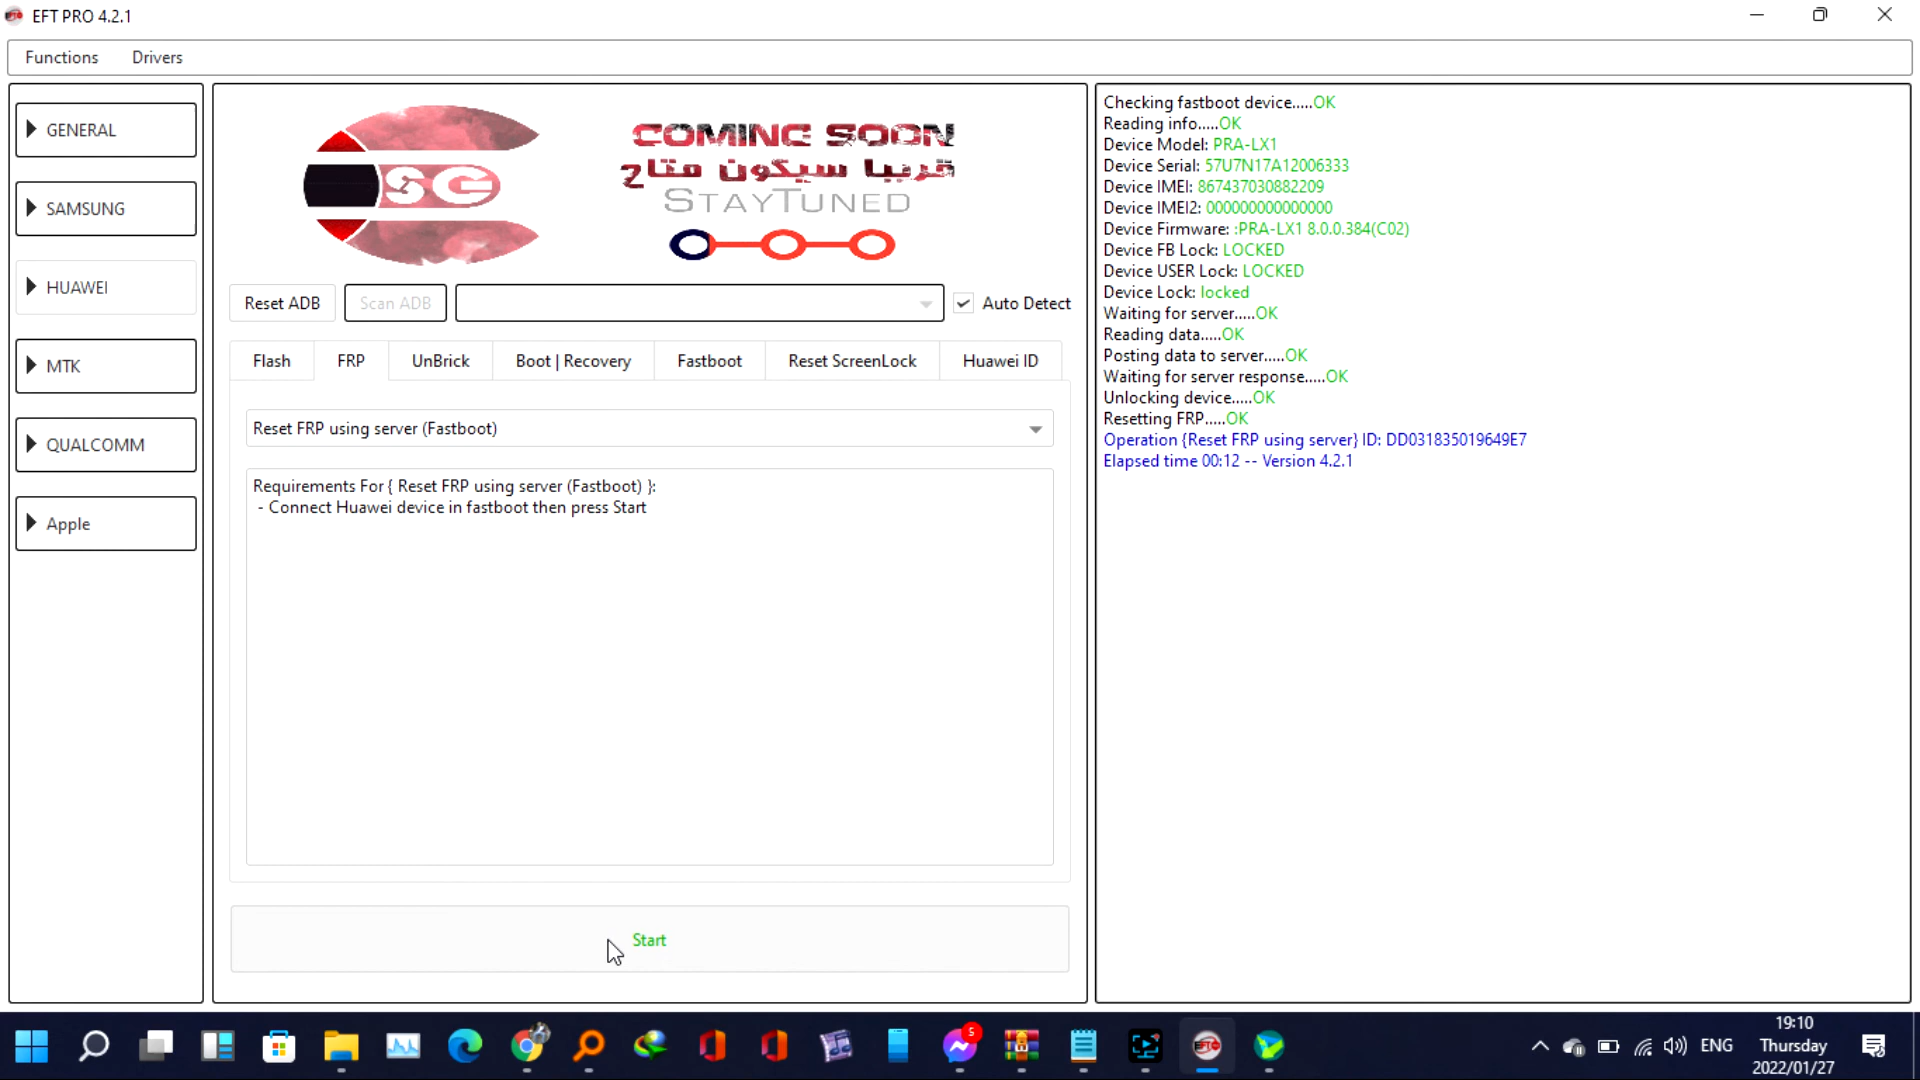 EFT PRO 4.2.1
Functions Drivers
GENERAL
SAMSUNG
HUAWEI
MTK
QUALCOMM
Apple
SG
COMING SOON
قريبا سيكون متاح
STAYTUNED
Reset ADB Scan ADB Auto Detect
Flash FRP UnBrick Boot | Recovery Fastboot Reset ScreenLock Huawei ID
Reset FRP using server (Fastboot)
Requirements For { Reset FRP using server (Fastboot) }:
- Connect Huawei device in fastboot then press Start
Start
Checking fastboot device.....OK
Reading info.....OK
Device Model: PRA-LX1
Device Serial: 57U7N17A12006333
Device IMEI: 867437030882209
Device IMEI2: 000000000000000
Device Firmware: :PRA-LX1 8.0.0.384(C02)
Device FB Lock: LOCKED
Device USER Lock: LOCKED
Device Lock: locked
Waiting for server.....OK
Reading data.....OK
Posting data to server.....OK
Waiting for server response.....OK
Unlocking device.....OK
Resetting FRP.....OK
Operation {Reset FRP using server} ID: DD031835019649E7
Elapsed time 00:12 -- Version 4.2.1
5
EFT
ENG
19:10
Thursday
2022/01/27